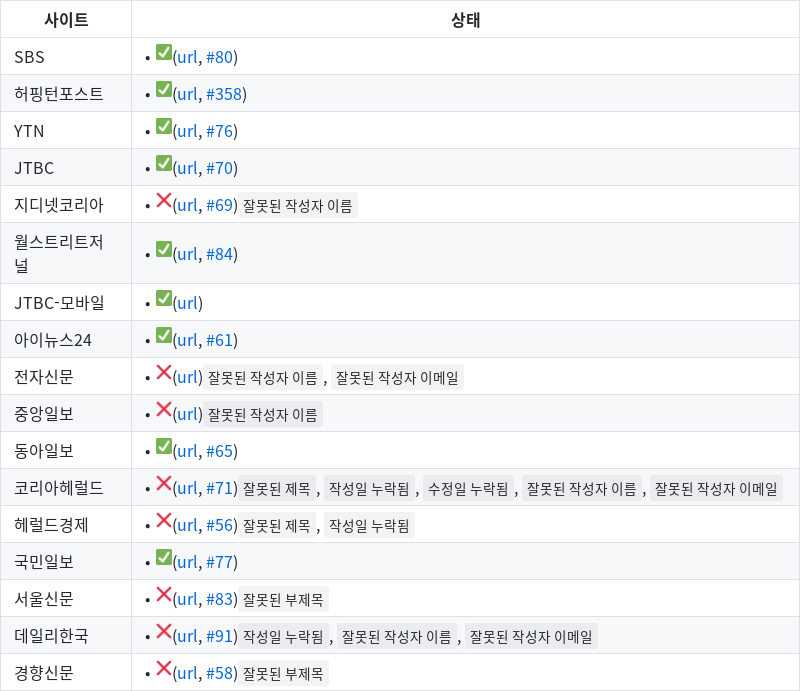 사이트 상태
SBS • ✅(url, #80)
허핑턴포스트 • ✅(url, #358)
YTN • ✅(url, #76)
JTBC • ✅(url, #70)
지디넷코리아 • ❌(url, #69) 잘못된 작성자 이름
월스트리트저
널 • ✅(url, #84)
JTBC-모바일 • ✅(url)
아이뉴스24 • ✅(url, #61)
전자신문 • ❌(url) 잘못된 작성자 이름 , 잘못된 작성자 이메일
중앙일보 • ❌(url) 잘못된 작성자 이름
동아일보 • ✅(url, #65)
코리아헤럴드 • ❌(url, #71) 잘못된 제목 , 작성일 누락됨 , 수정일 누락됨 , 잘못된 작성자 이름 , 잘못된 작성자 이메일
헤럴드경제 • ❌(url, #56) 잘못된 제목 , 작성일 누락됨
국민일보 • ✅(url, #77)
서울신문 • ❌(url, #83) 잘못된 부제목
데일리한국 • ❌(url, #91) 작성일 누락됨 , 잘못된 작성자 이름 , 잘못된 작성자 이메일
경향신문 • ❌(url, #58) 잘못된 부제목